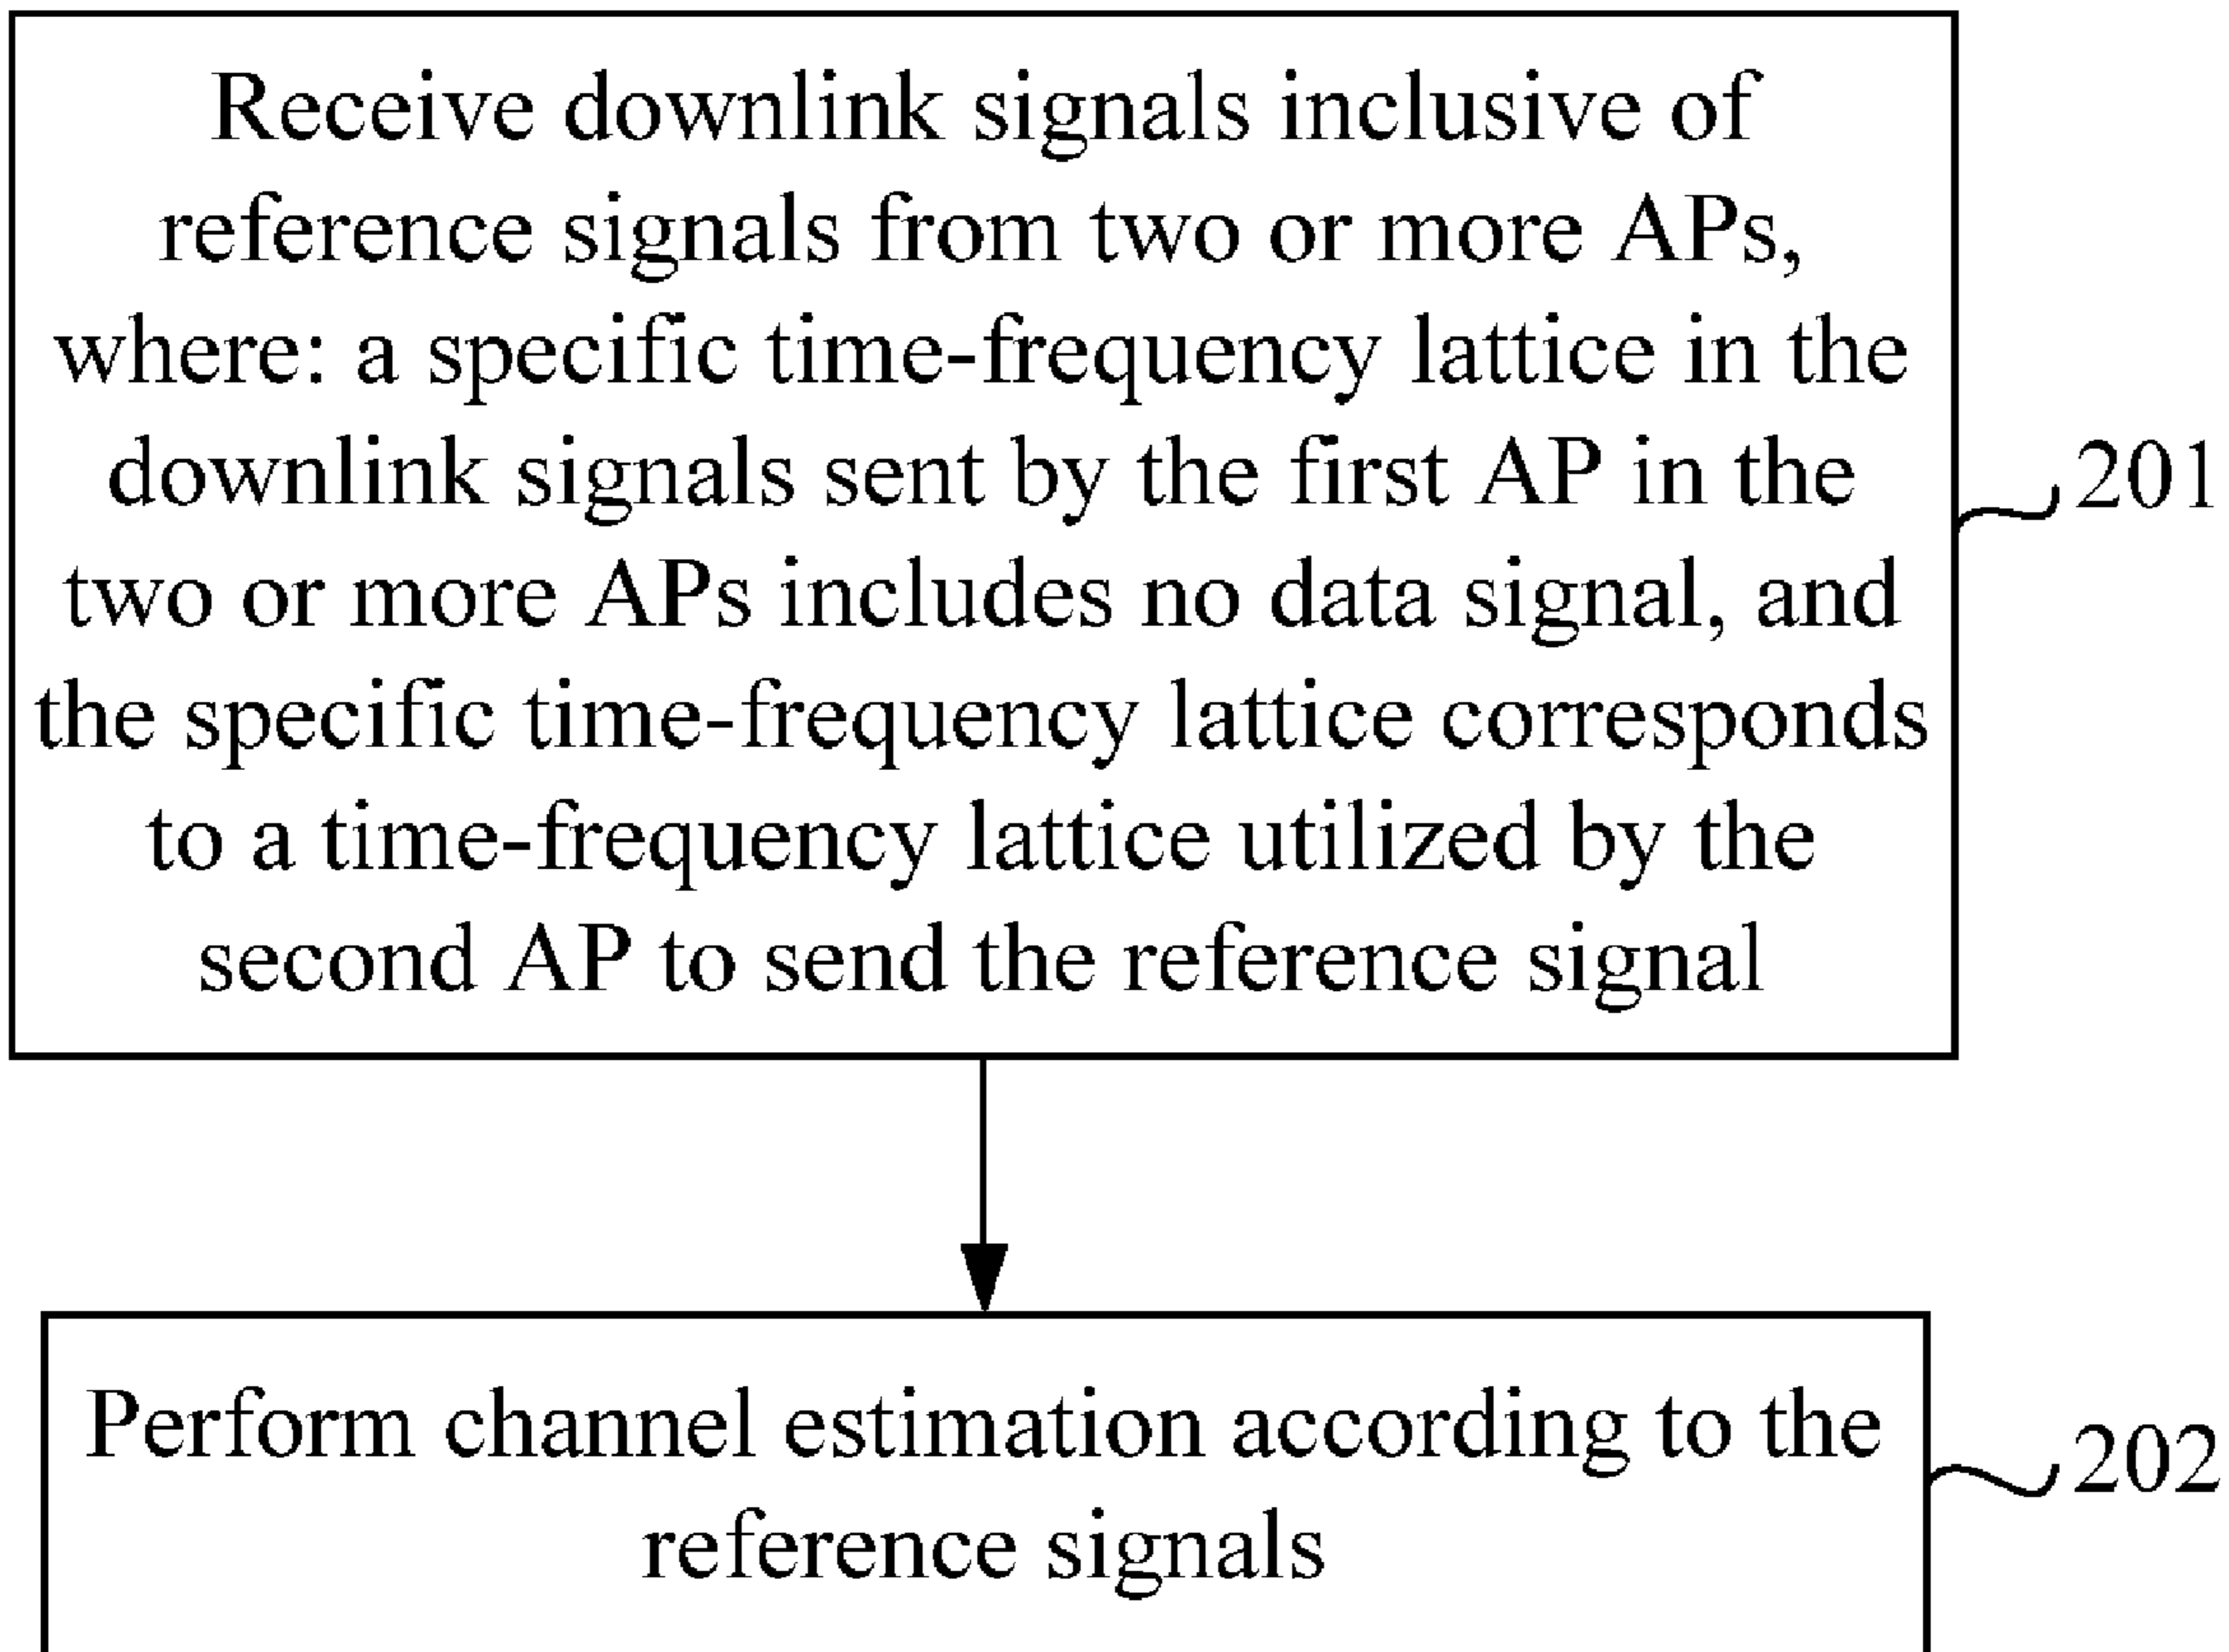 Receive downlink signals inclusive of
reference signals from two or more APs,
where: a specific time-frequency lattice in the
downlink signals sent by the first AP in the
two or more APs includes no data signal, and
the specific time-frequency lattice corresponds
to a time-frequency lattice utilized by the
second AP to send the reference signal
201
Perform channel estimation according to the
reference signals
202